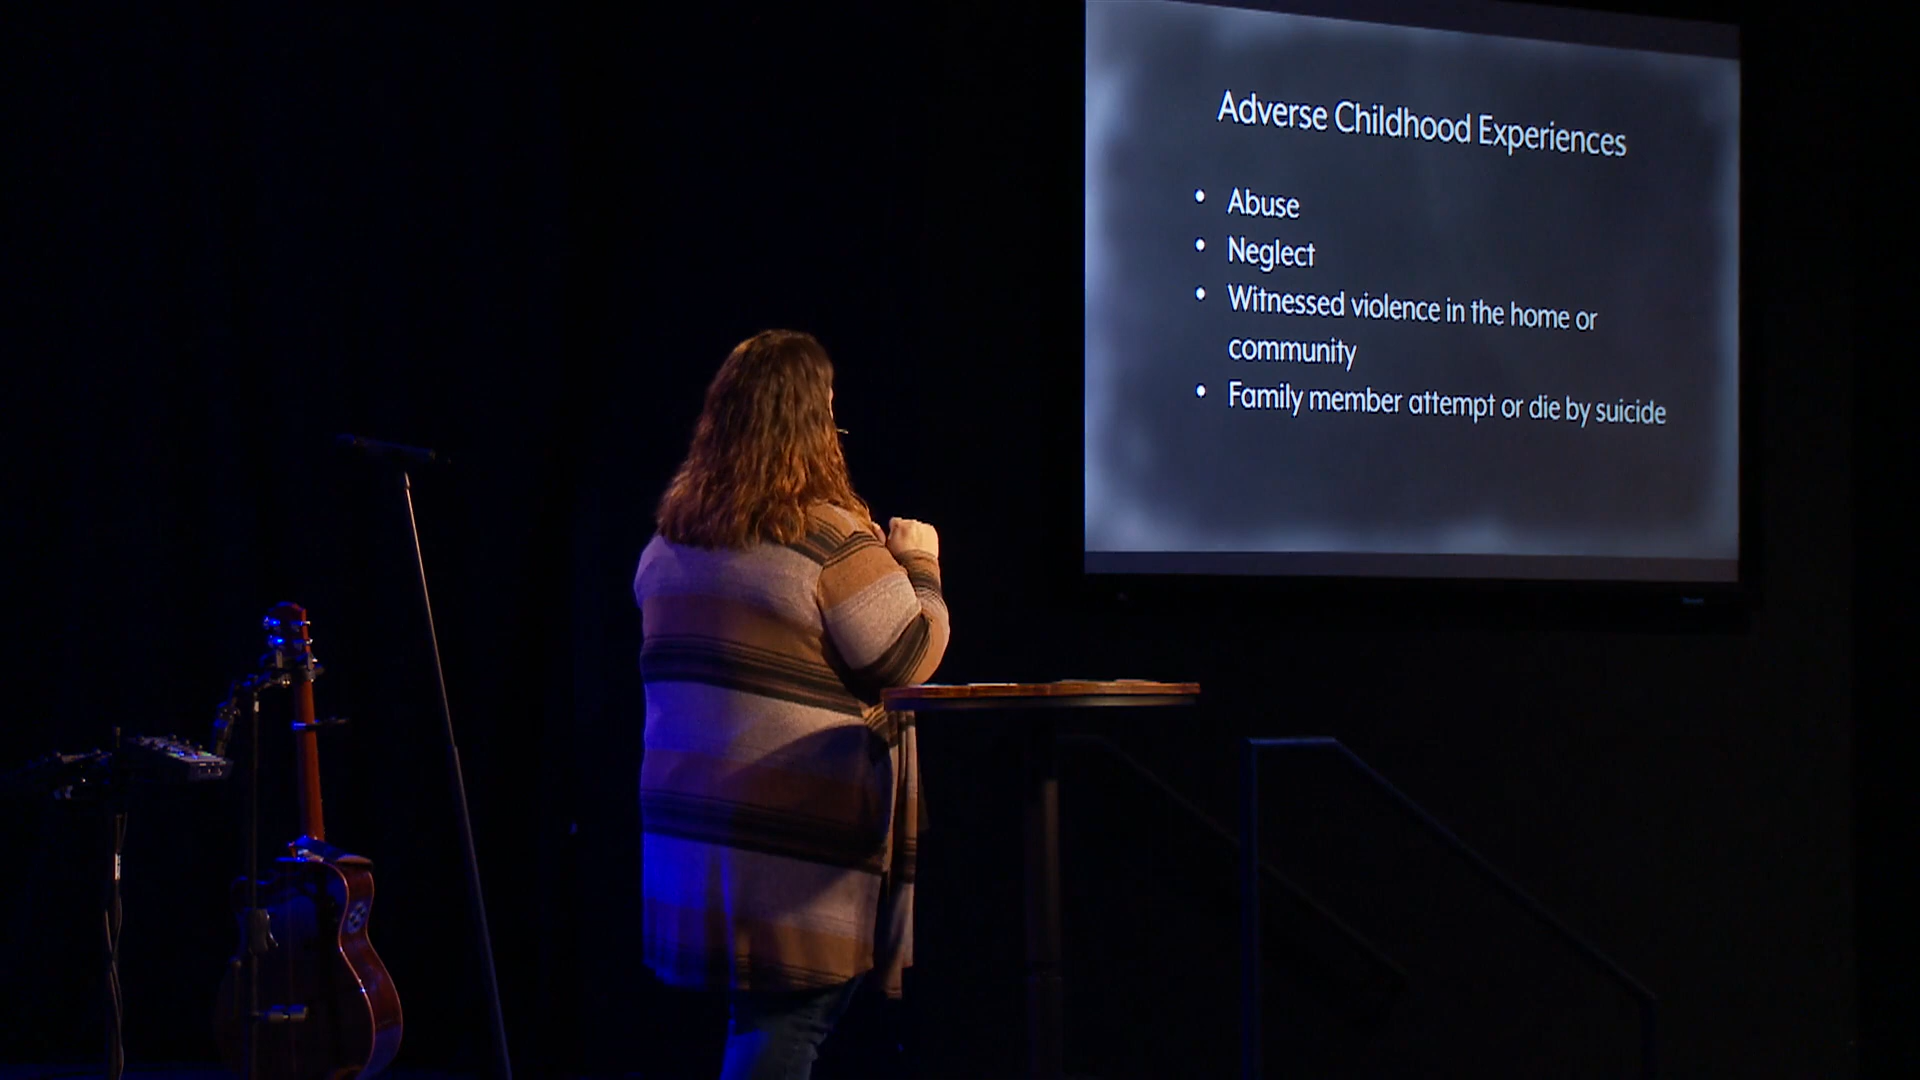 Adverse Childhood Experiences
• Abuse
• Neglect
• Witnessed violence in the home or
community
• Family member attempt or die by suicide